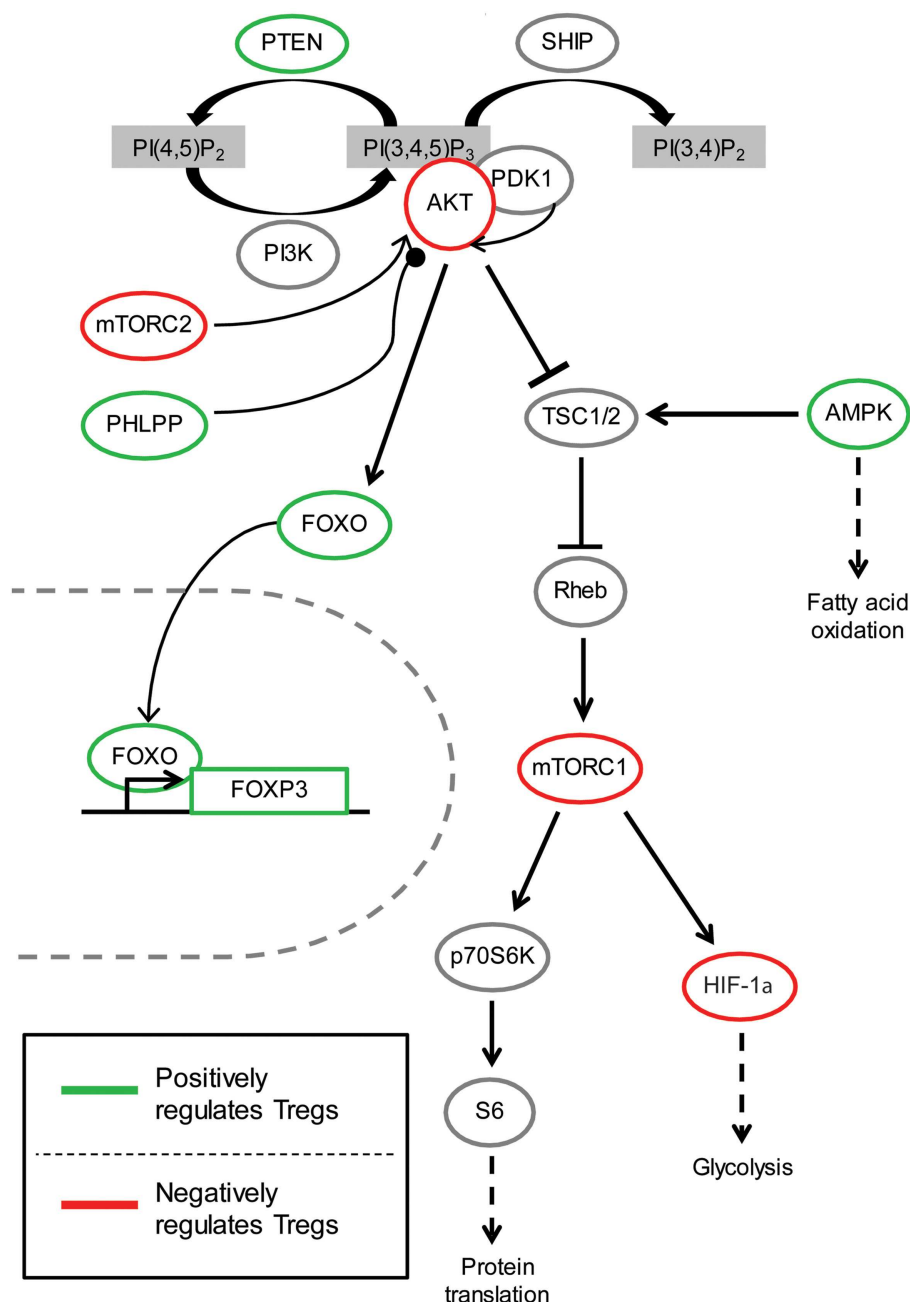 PTEN
SHIP
PI(4,5)P2
PI(3,4,5)P3
PI(3,4)P2
PDK1
AKT
PI3K
mTORC2
PHLPP
TSC1/2
AMPK
FOXO
Rheb
Fatty acid
oxidation
FOXO
FOXP3
mTORC1
p70S6K
HIF-1a
S6
Glycolysis
Protein
translation
Positively
regulates Tregs
Negatively
regulates Tregs